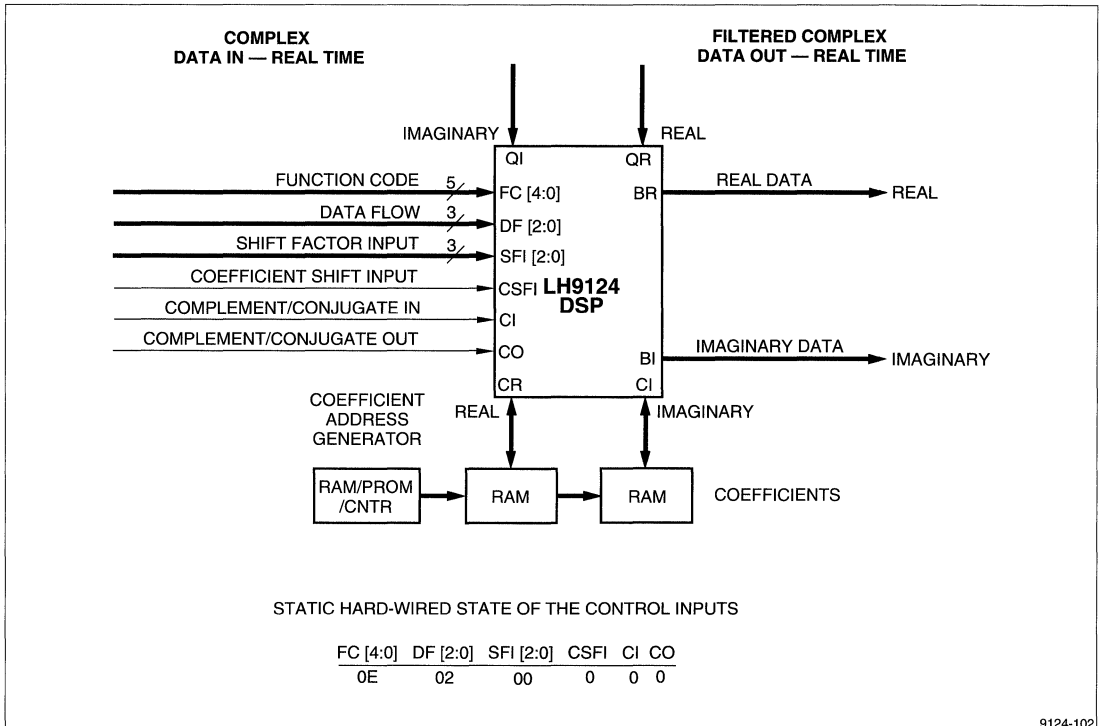 COMPLEX
DATA IN — REAL TIME
FILTERED COMPLEX
DATA OUT — REAL TIME
IMAGINARY
REAL
QI
QR
FUNCTION CODE
5
FC [4:0]
BR
REAL DATA
REAL
DATA FLOW
3
DF [2:0]
SHIFT FACTOR INPUT
3
SFI [2:0]
COEFFICIENT SHIFT INPUT
CSFI
LH9124
DSP
COMPLEMENT/CONJUGATE IN
CI
COMPLEMENT/CONJUGATE OUT
CO
BI
IMAGINARY DATA
IMAGINARY
CR
CI
COEFFICIENT
ADDRESS
GENERATOR
REAL
IMAGINARY
RAM/PROM
/CNTR
RAM
RAM
COEFFICIENTS
STATIC HARD-WIRED STATE OF THE CONTROL INPUTS
FC [4:0] DF [2:0] SFI [2:0] CSFI CI CO
0E 02 00 0 0 0
9124-102